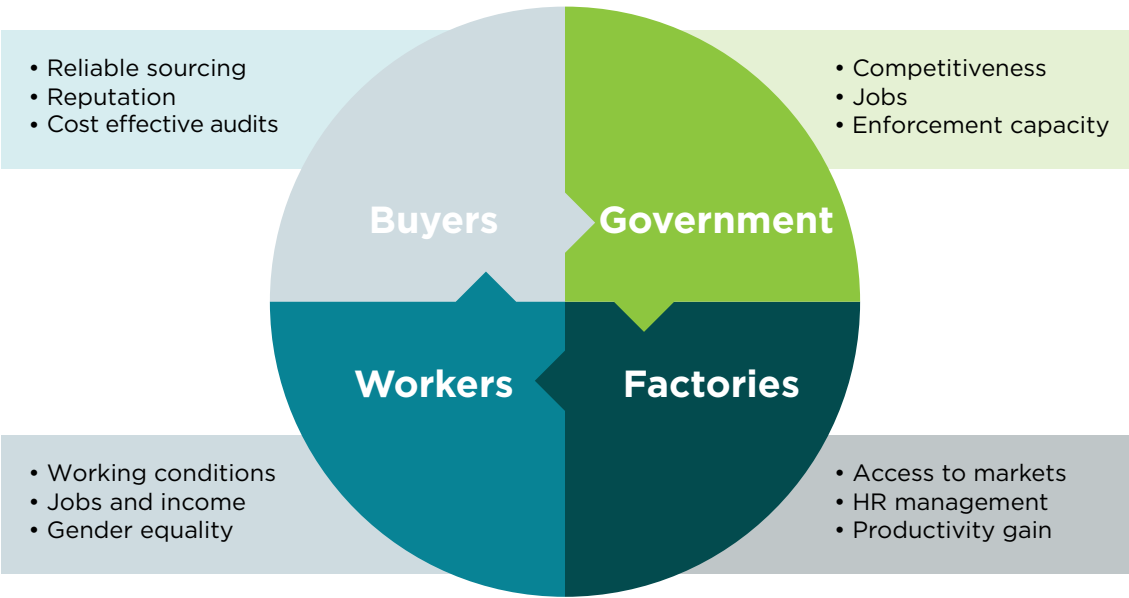 • Reliable sourcing
• Reputation
• Cost effective audits
Buyers
• Competitiveness
• Jobs
• Enforcement capacity
Government
Workers
• Working conditions
• Jobs and income
• Gender equality
Factories
• Access to markets
• HR management
• Productivity gain